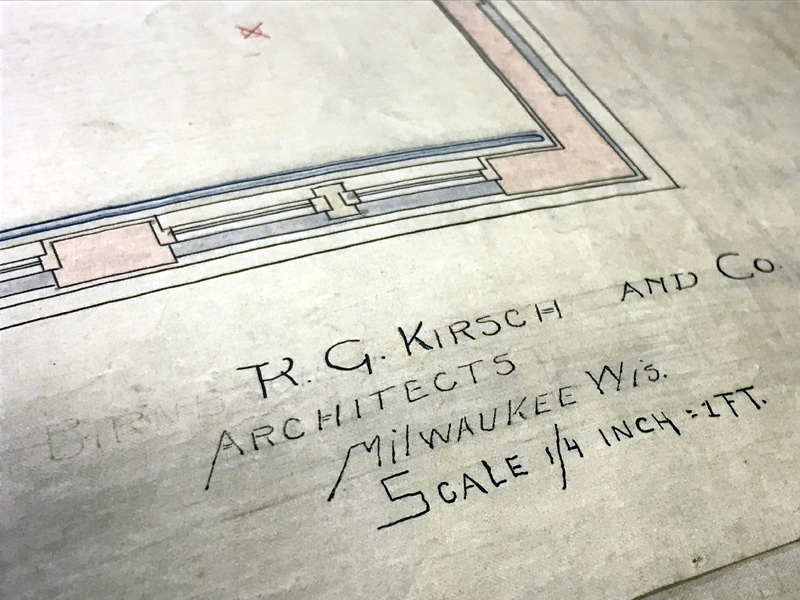 R. G. KIRSCH AND Co.
ARCHITECTS
MilWAUKEE Wis.
SCALE 1/4 INCH = 1 FT.